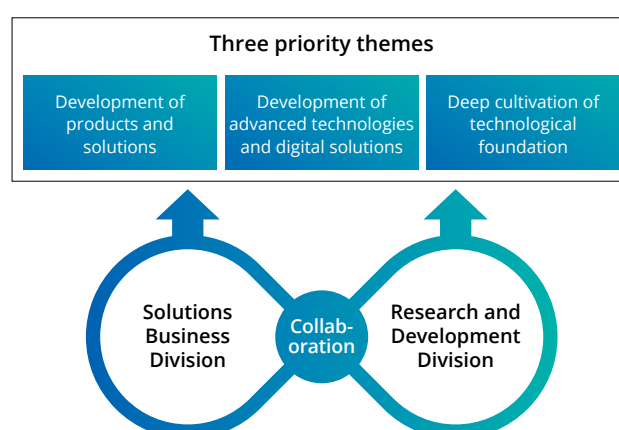 Three priority themes
Development of
products and
solutions
Development of
advanced technologies
and digital solutions
Deep cultivation of
technological
foundation
Solutions
Business
Division
Collab-
oration
Research and
Development
Division